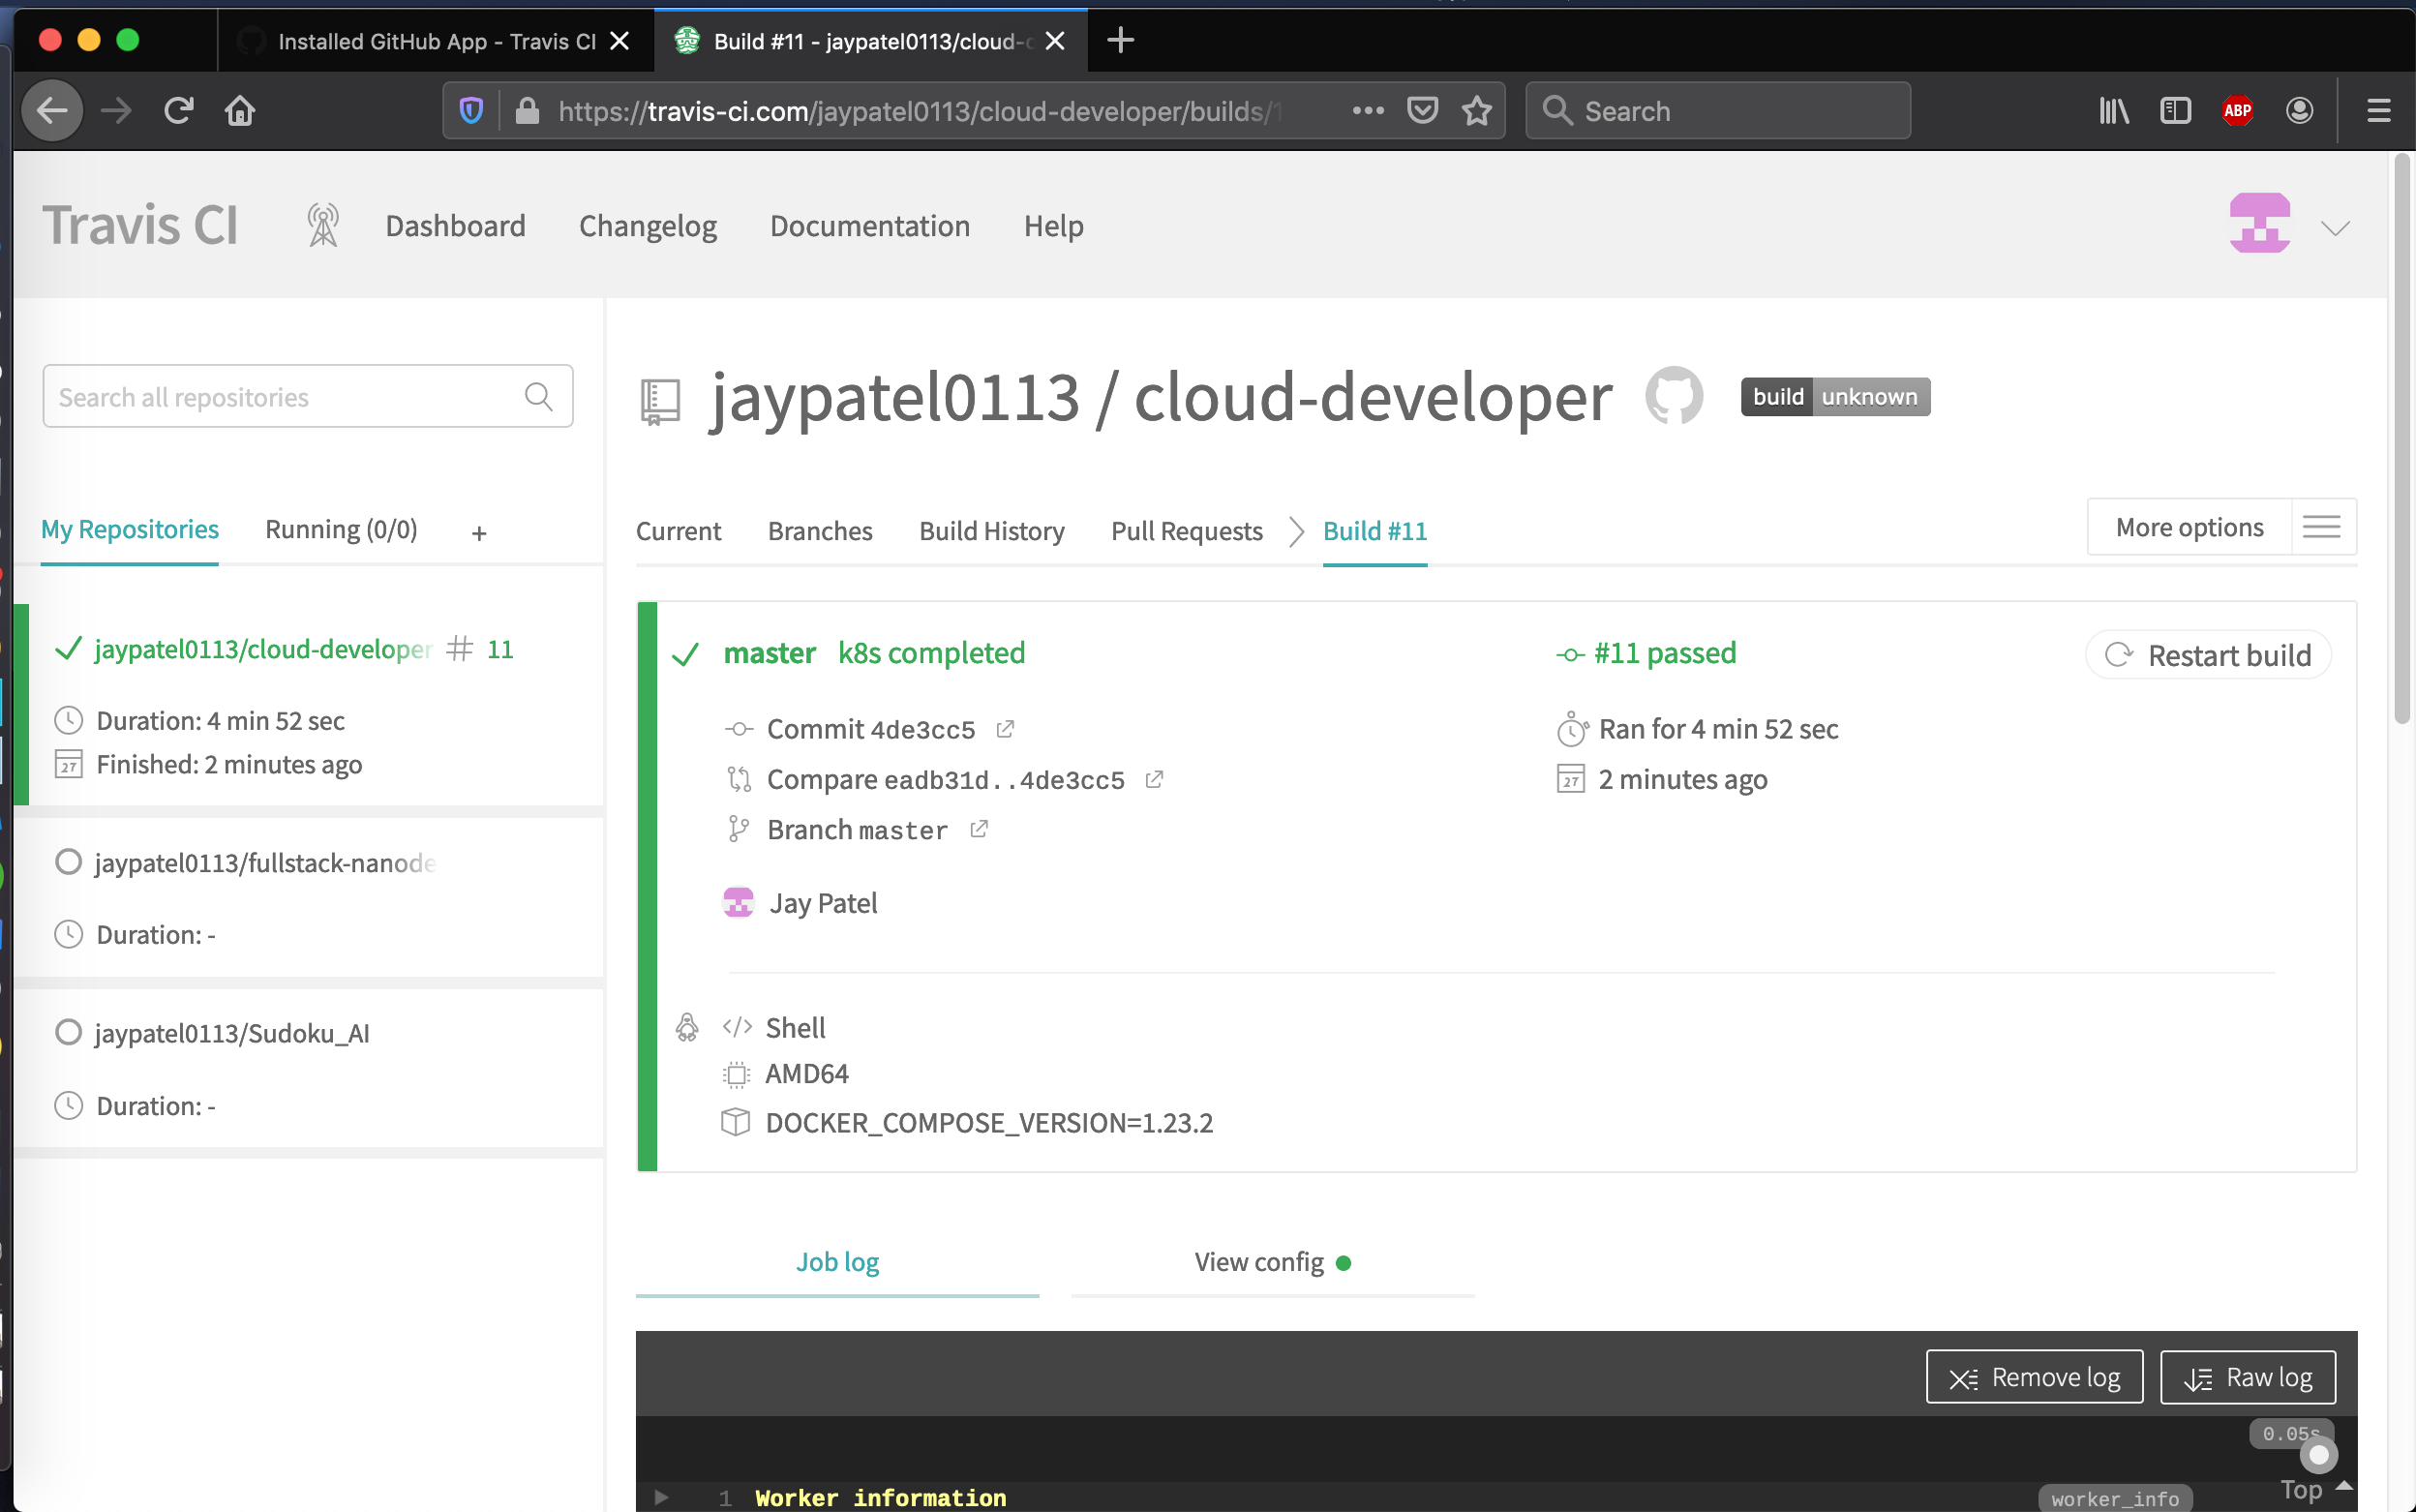 Installed GitHub App - Travis CI
Build #11 - jaypatel0113/cloud-
https://travis-ci.com/jaypatel0113/cloud-developer/builds/
Search
ABP
Travis CI
Dashboard
Changelog
Documentation
Help
Search all repositories
jaypatel0113 / cloud-developer
build unknown
My Repositories
Running (0/0)
+
Current
Branches
Build History
Pull Requests
Build #11
More options
jaypatel0113/cloud-developer # 11
Duration: 4 min 52 sec
27 Finished: 2 minutes ago
jaypatel0113/fullstack-nanode
Duration: -
jaypatel0113/Sudoku_AI
Duration: -
master k8s completed
#11 passed
Restart build
Commit 4de3cc5
Ran for 4 min 52 sec
Compare eadb31d..4de3cc5
27 2 minutes ago
Branch master
Jay Patel
</> Shell
AMD64
DOCKER_COMPOSE_VERSION=1.23.2
Job log
View config
Remove log
Raw log
0.05s
1 Worker information
worker_info
Top